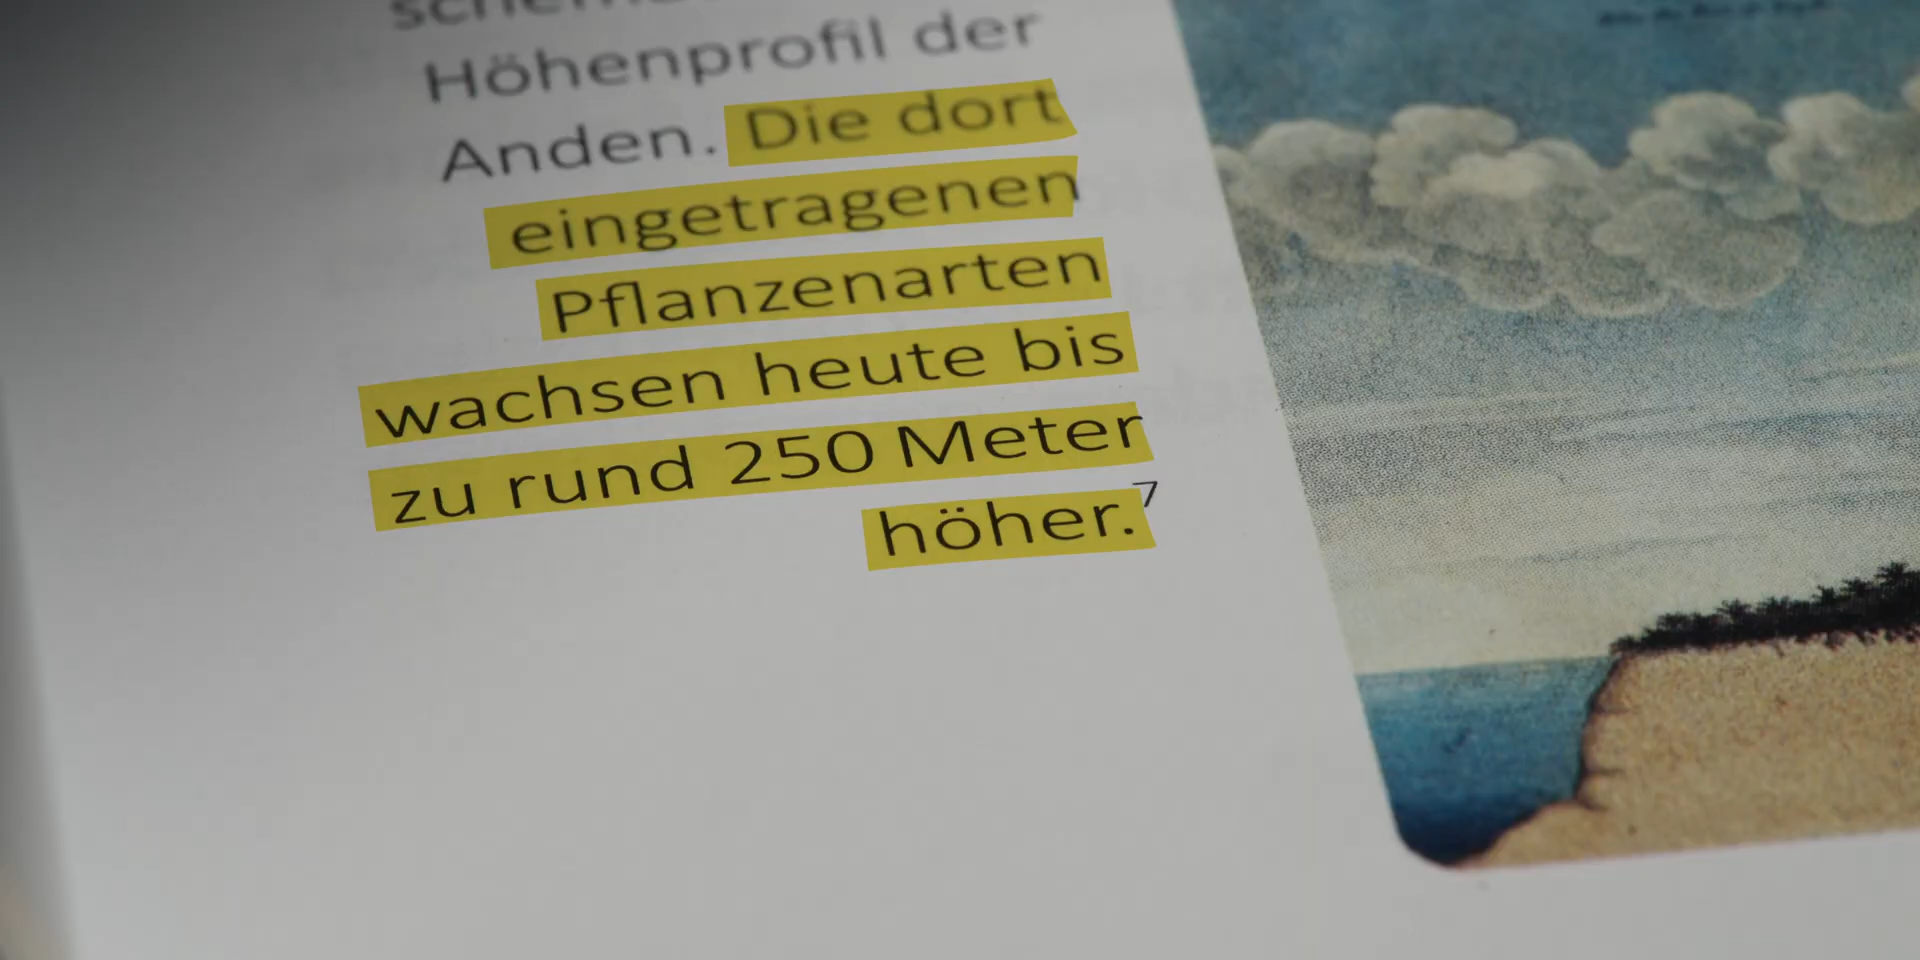 Höhenprofil der
Anden. Die dort
eingetragenen
Pflanzenarten
wachsen heute bis
zu rund 250 Meter
höher.⁷